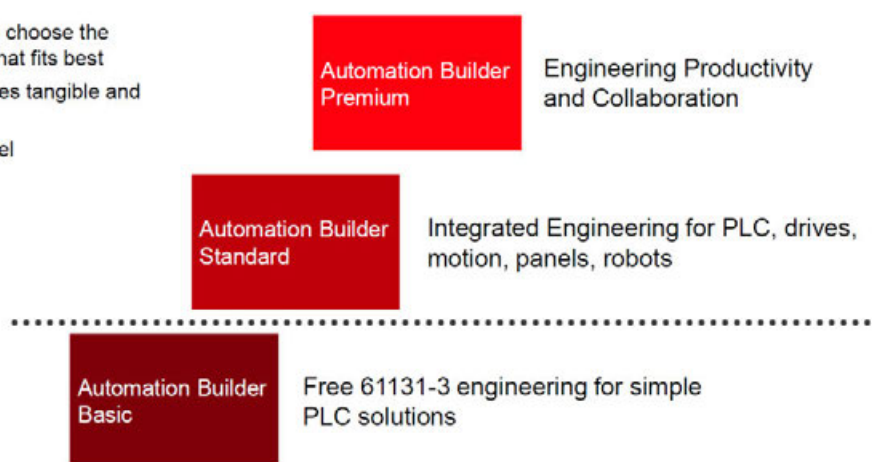 choose the
hat fits best
es tangible and
el
Automation Builder
Premium
Engineering Productivity
and Collaboration
Automation Builder
Standard
Integrated Engineering for PLC, drives,
motion, panels, robots
Automation Builder
Basic
Free 61131-3 engineering for simple
PLC solutions